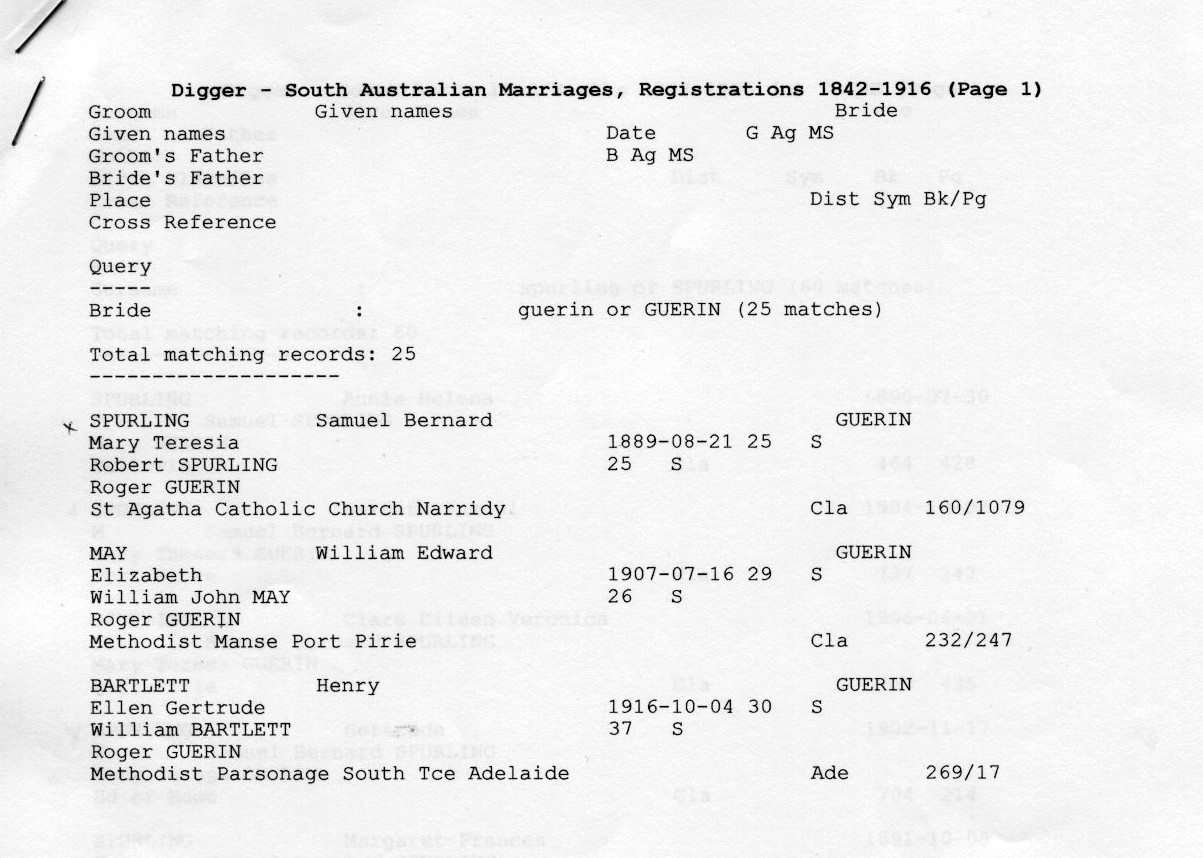 Digger - South Australian Marriages, Registrations 1842-1916 (Page 1)
Groom Given names Bride
Given names Date G Ag MS
Groom's Father B Ag MS
Bride's Father
Place Dist Sym Bk/Pg
Cross Reference
Query
-----
Bride : guerin or GUERIN (25 matches)
Total matching records: 25
--------------------
SPURLING Samuel Bernard GUERIN
Mary Teresia 1889-08-21 25 S
Robert SPURLING 25 S
Roger GUERIN
St Agatha Catholic Church Narridy Cla 160/1079
MAY William Edward GUERIN
Elizabeth 1907-07-16 29 S
William John MAY 26 S
Roger GUERIN
Methodist Manse Port Pirie Cla 232/247
BARTLETT Henry GUERIN
Ellen Gertrude 1916-10-04 30 S
William BARTLETT 37 S
Roger GUERIN
Methodist Parsonage South Tce Adelaide Ade 269/17